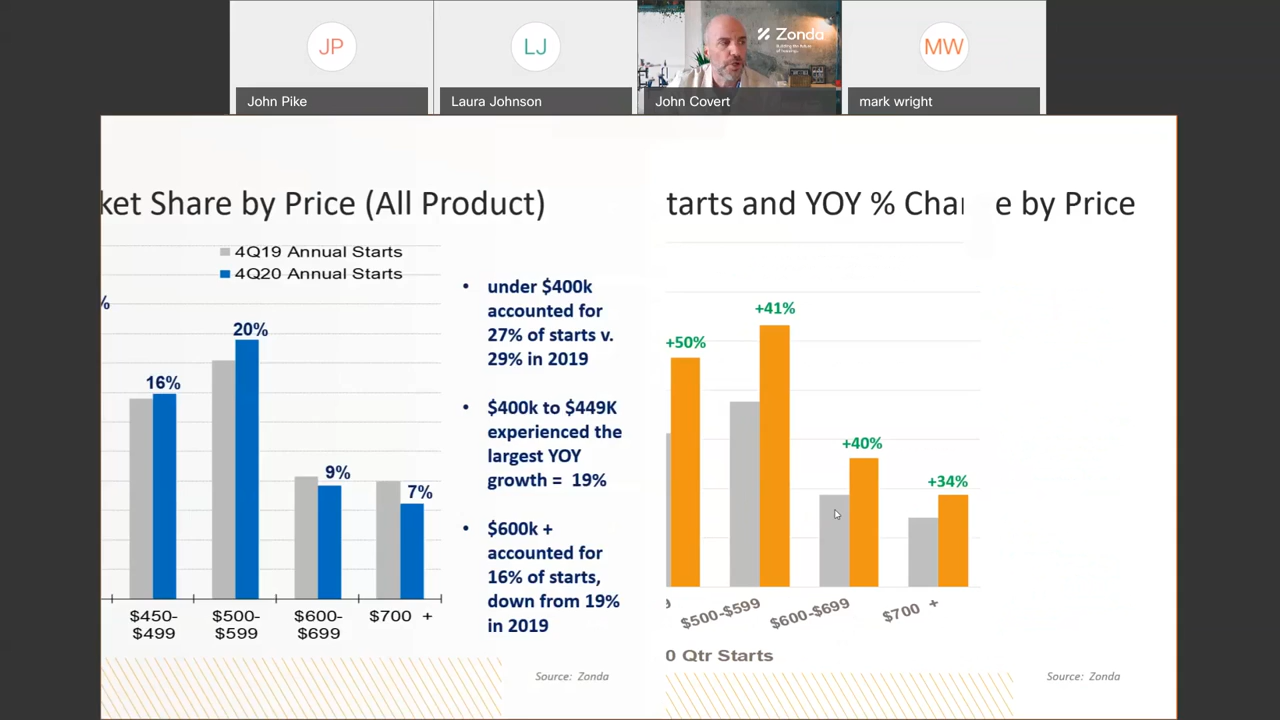 JP
LJ
Zonda
MW
John Pike
Laura Johnson
John Covert
mark wright
ket Share by Price (All Product)
4Q19 Annual Starts
4Q20 Annual Starts
%
16%
20%
9%
7%
$450-
$499
$500-
$599
$600-
$699
$700 +
• under $400k
accounted for
27% of starts v.
29% in 2019
• $400k to $449K
experienced the
largest YOY
growth = 19%
• $600k +
accounted for
16% of starts,
down from 19%
in 2019
Source: Zonda
tarts and YOY % Cha e by Price
+50%
+41%
+40%
+34%
9
$500-$599
$600-$699
$700 +
0 Qtr Starts
Source: Zonda